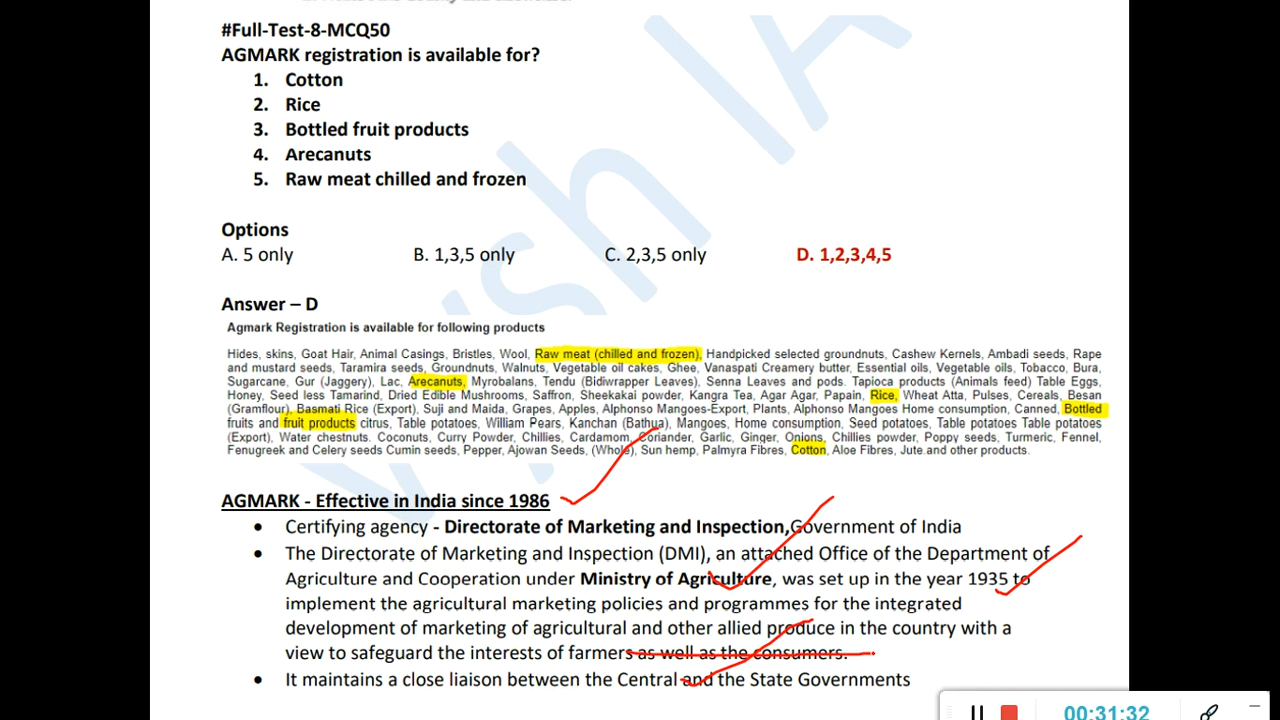 #Full-Test-8-MCQ50
AGMARK registration is available for?
1. Cotton
2. Rice
3. Bottled fruit products
4. Arecanuts
5. Raw meat chilled and frozen
Options
A. 5 only B. 1,3,5 only C. 2,3,5 only D. 1,2,3,4,5
Answer – D
Agmark Registration is available for following products
Hides, skins, Goat Hair, Animal Casings, Bristles, Wool, Raw meat (chilled and frozen), Handpicked selected groundnuts, Cashew Kernels, Ambadi seeds, Rape
and mustard seeds, Taramira seeds, Groundnuts, Walnuts, Vegetable oil cakes, Ghee, Vanaspati Creamery butter, Essential oils, Vegetable oils, Tobacco, Bura,
Sugarcane, Gur (Jaggery), Lac, Arecanuts, Myrobalans, Tendu (Bidiwrapper Leaves), Senna Leaves and pods. Tapioca products (Animals feed) Table Eggs,
Honey, Seed less Tamarind, Dried Edible Mushrooms, Saffron, Sheekakai powder, Kangra Tea, Agar Agar, Papain, Rice, Wheat Atta, Pulses, Cereals, Besan
(Gramflour), Basmati Rice (Export), Suji and Maida, Grapes, Apples, Alphonso Mangoes-Export, Plants, Alphonso Mangoes Home consumption, Canned, Bottled
fruits and fruit products citrus, Table potatoes, William Pears, Kanchan (Bathua), Mangoes, Home consumption, Seed potatoes, Table potatoes Table potatoes
(Export), Water chestnuts. Coconuts, Curry Powder, Chillies, Cardamom, Coriander, Garlic, Ginger, Onions, Chillies powder, Poppy seeds, Turmeric, Fennel,
Fenugreek and Celery seeds Cumin seeds, Pepper, Ajowan Seeds, (Whole), Sun hemp, Palmyra Fibres, Cotton, Aloe Fibres, Jute and other products.
AGMARK - Effective in India since 1986
• Certifying agency - Directorate of Marketing and Inspection,Government of India
• The Directorate of Marketing and Inspection (DMI), an attached Office of the Department of
Agriculture and Cooperation under Ministry of Agriculture, was set up in the year 1935 to
implement the agricultural marketing policies and programmes for the integrated
development of marketing of agricultural and other allied produce in the country with a
view to safeguard the interests of farmers as well as the consumers.
• It maintains a close liaison between the Central and the State Governments
00:31:32